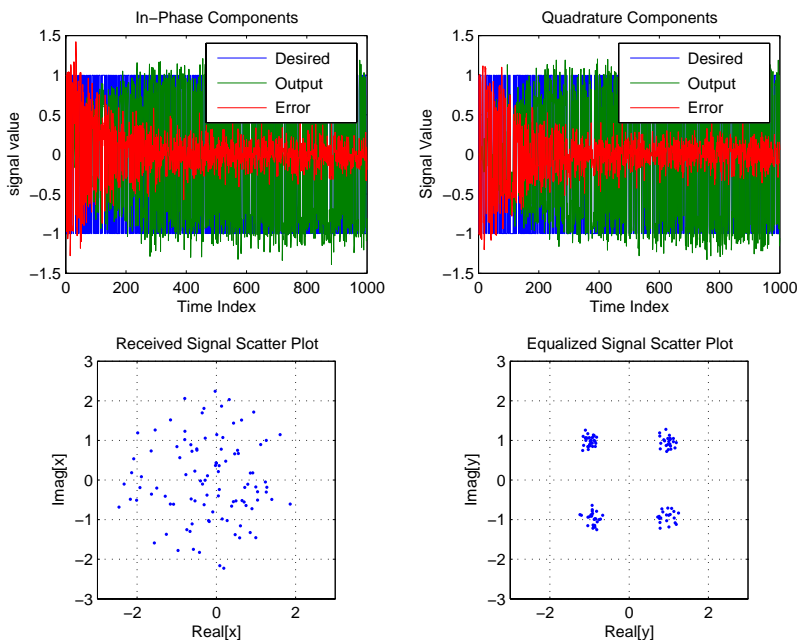 In−Phase Components
1.5
1
0.5
0
−0.5
−1
−1.5
signal value
Desired
Output
Error
0 200 400 600 800 1000
Time Index
Quadrature Components
1.5
1
0.5
0
−0.5
−1
−1.5
Signal Value
Desired
Output
Error
0 200 400 600 800 1000
Time Index
Received Signal Scatter Plot
3
2
1
0
−1
−2
−3
Imag[x]
−2 0 2
Real[x]
Equalized Signal Scatter Plot
3
2
1
0
−1
−2
−3
Imag[y]
−2 0 2
Real[y]